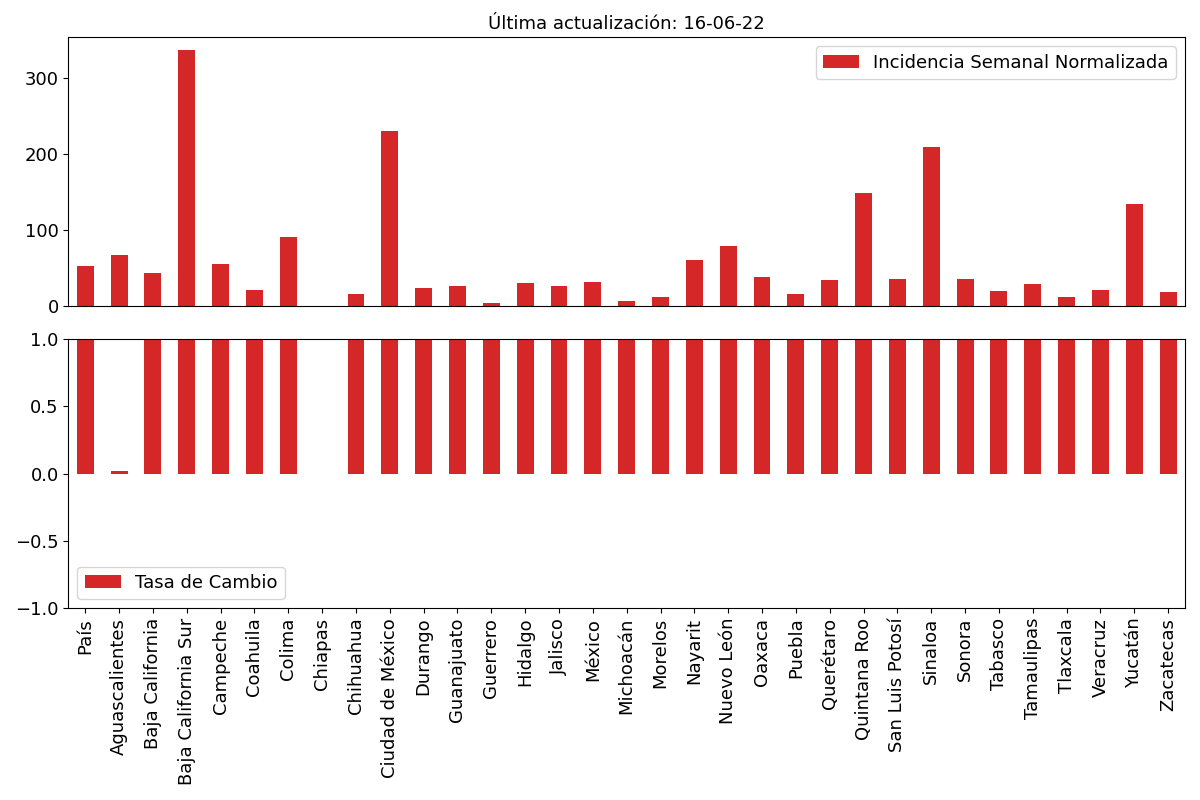 Última actualización: 16-06-22
Incidencia Semanal Normalizada
300
200
100
0
1.0
0.5
0.0
−0.5
−1.0
Tasa de Cambio
País
Aguascalientes
Baja California
Baja California Sur
Campeche
Coahuila
Colima
Chiapas
Chihuahua
Ciudad de México
Durango
Guanajuato
Guerrero
Hidalgo
Jalisco
México
Michoacán
Morelos
Nayarit
Nuevo León
Oaxaca
Puebla
Querétaro
Quintana Roo
San Luis Potosí
Sinaloa
Sonora
Tabasco
Tamaulipas
Tlaxcala
Veracruz
Yucatán
Zacatecas